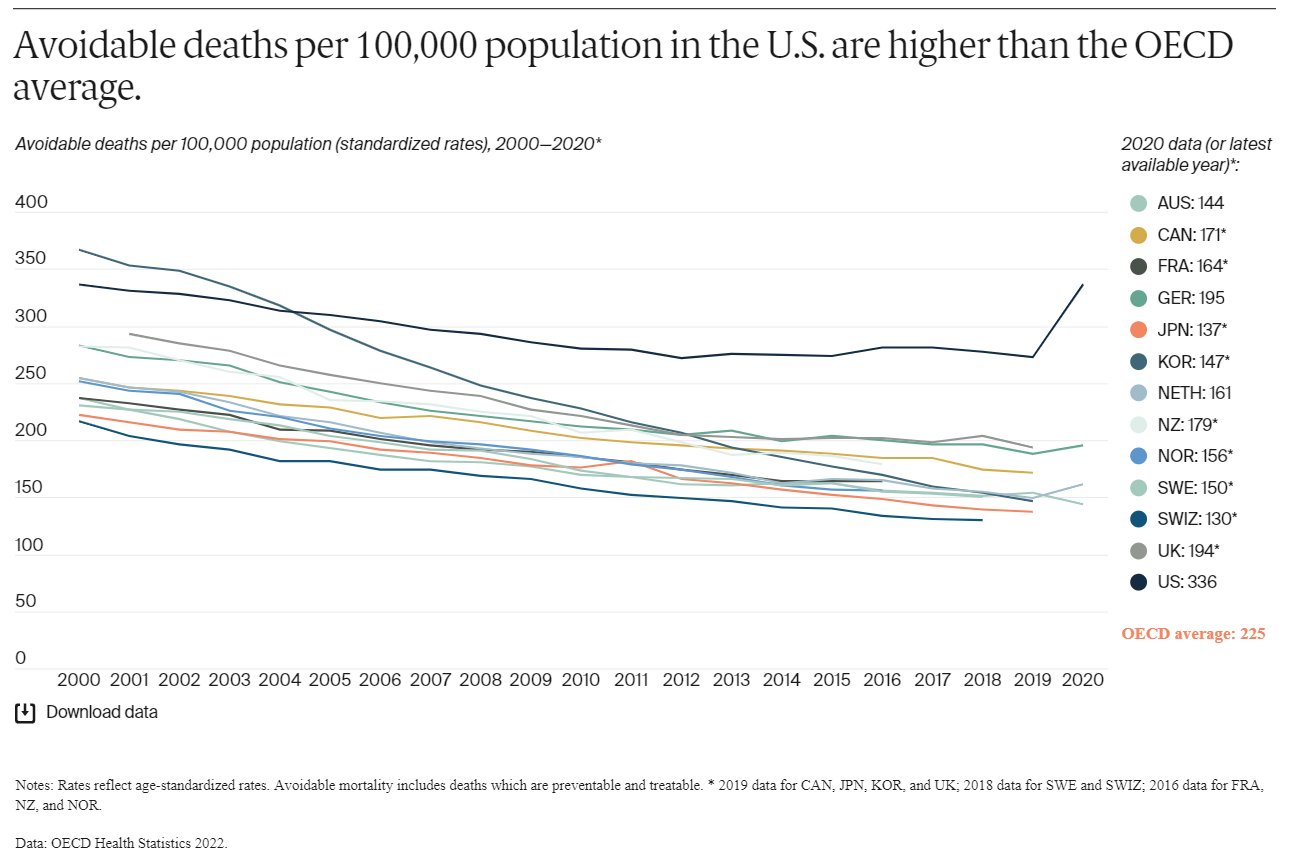 Avoidable deaths per 100,000 population in the U.S. are higher than the OECD
average.
Avoidable deaths per 100,000 population (standardized rates), 2000—2020*
2020 data (or latest
available year)*:
400
350
300
250
200
150
100
50
0
2000 2001 2002 2003 2004 2005 2006 2007 2008 2009 2010 2011 2012 2013 2014 2015 2016 2017 2018 2019 2020
AUS: 144
CAN: 171*
FRA: 164*
GER: 195
JPN: 137*
KOR: 147*
NETH: 161
NZ: 179*
NOR: 156*
SWE: 150*
SWIZ: 130*
UK: 194*
US: 336
OECD average: 225
Download data
Notes: Rates reflect age-standardized rates. Avoidable mortality includes deaths which are preventable and treatable. * 2019 data for CAN, JPN, KOR, and UK; 2018 data for SWE and SWIZ; 2016 data for FRA,
NZ, and NOR.
Data: OECD Health Statistics 2022.